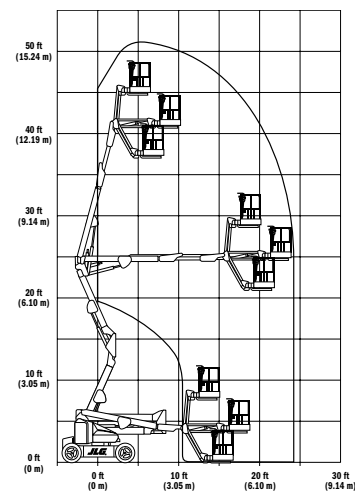 50 ft
(15.24 m)
40 ft
(12.19 m)
30 ft
(9.14 m)
20 ft
(6.10 m)
10 ft
(3.05 m)
0 ft
(0 m)
JLG
0 ft
(0 m)
10 ft
(3.05 m)
20 ft
(6.10 m)
30 ft
(9.14 m)